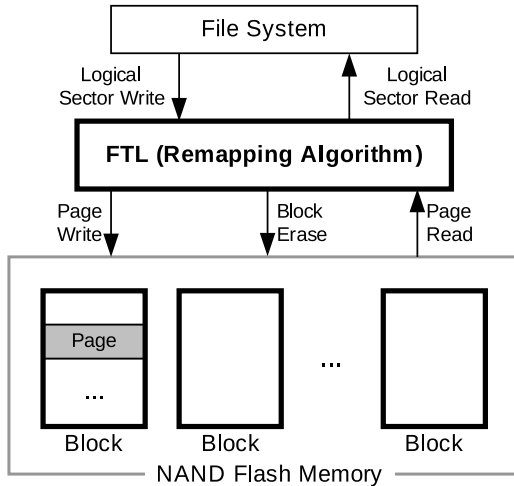 File System
Logical
Sector Write
Logical
Sector Read
FTL (Remapping Algorithm)
Page
Write
Block
Erase
Page
Read
Page
...
...
Block
Block
Block
NAND Flash Memory